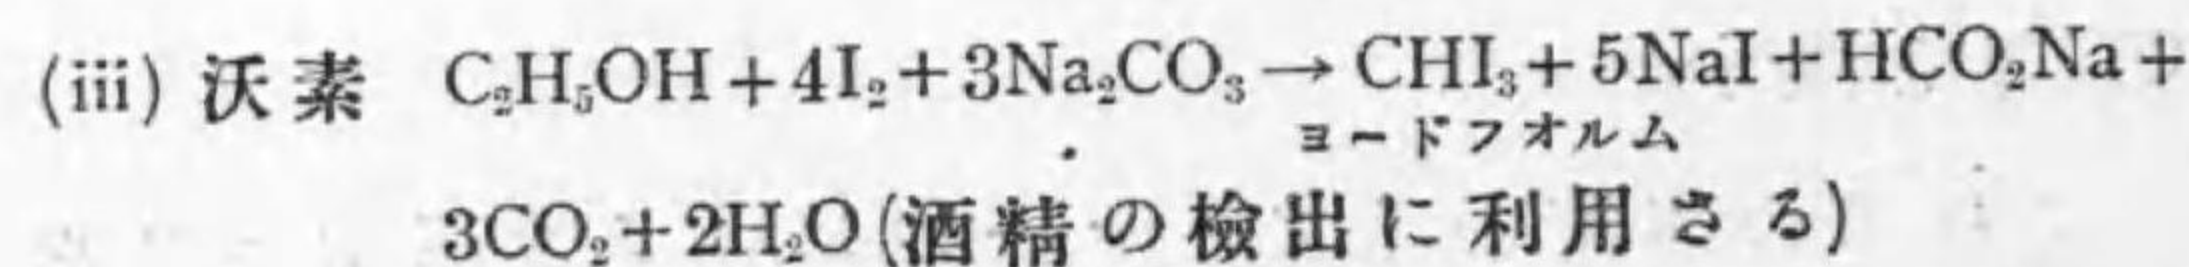 (iii) 沃素 C₂H₅OH+4I₂+3Na₂CO₃→CHI₃+5NaI+HCO₂Na+
ヨードフオルム
3CO₂+2H₂O(酒精の檢出に利用さる)